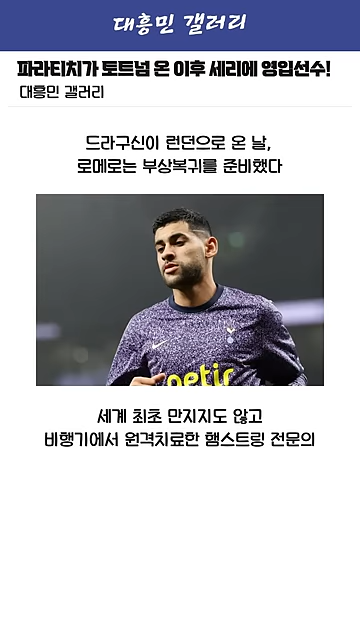 대흥민 갤러리
파라티치가 토트넘 온 이후 세리에 영입선수!
대흥민 갤러리
드라구신이 런던으로 온 날,
로메로는 부상복귀를 준비했다
petir
세계 최초 만지지도 않고
비행기에서 원격치료한 햄스트링 전문의